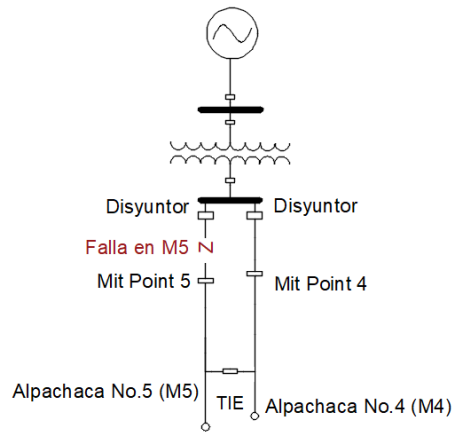 Disyuntor
Disyuntor
Falla en M5
Mit Point 5
Mit Point 4
Alpachaca No.5 (M5)
TIE
Alpachaca No.4 (M4)